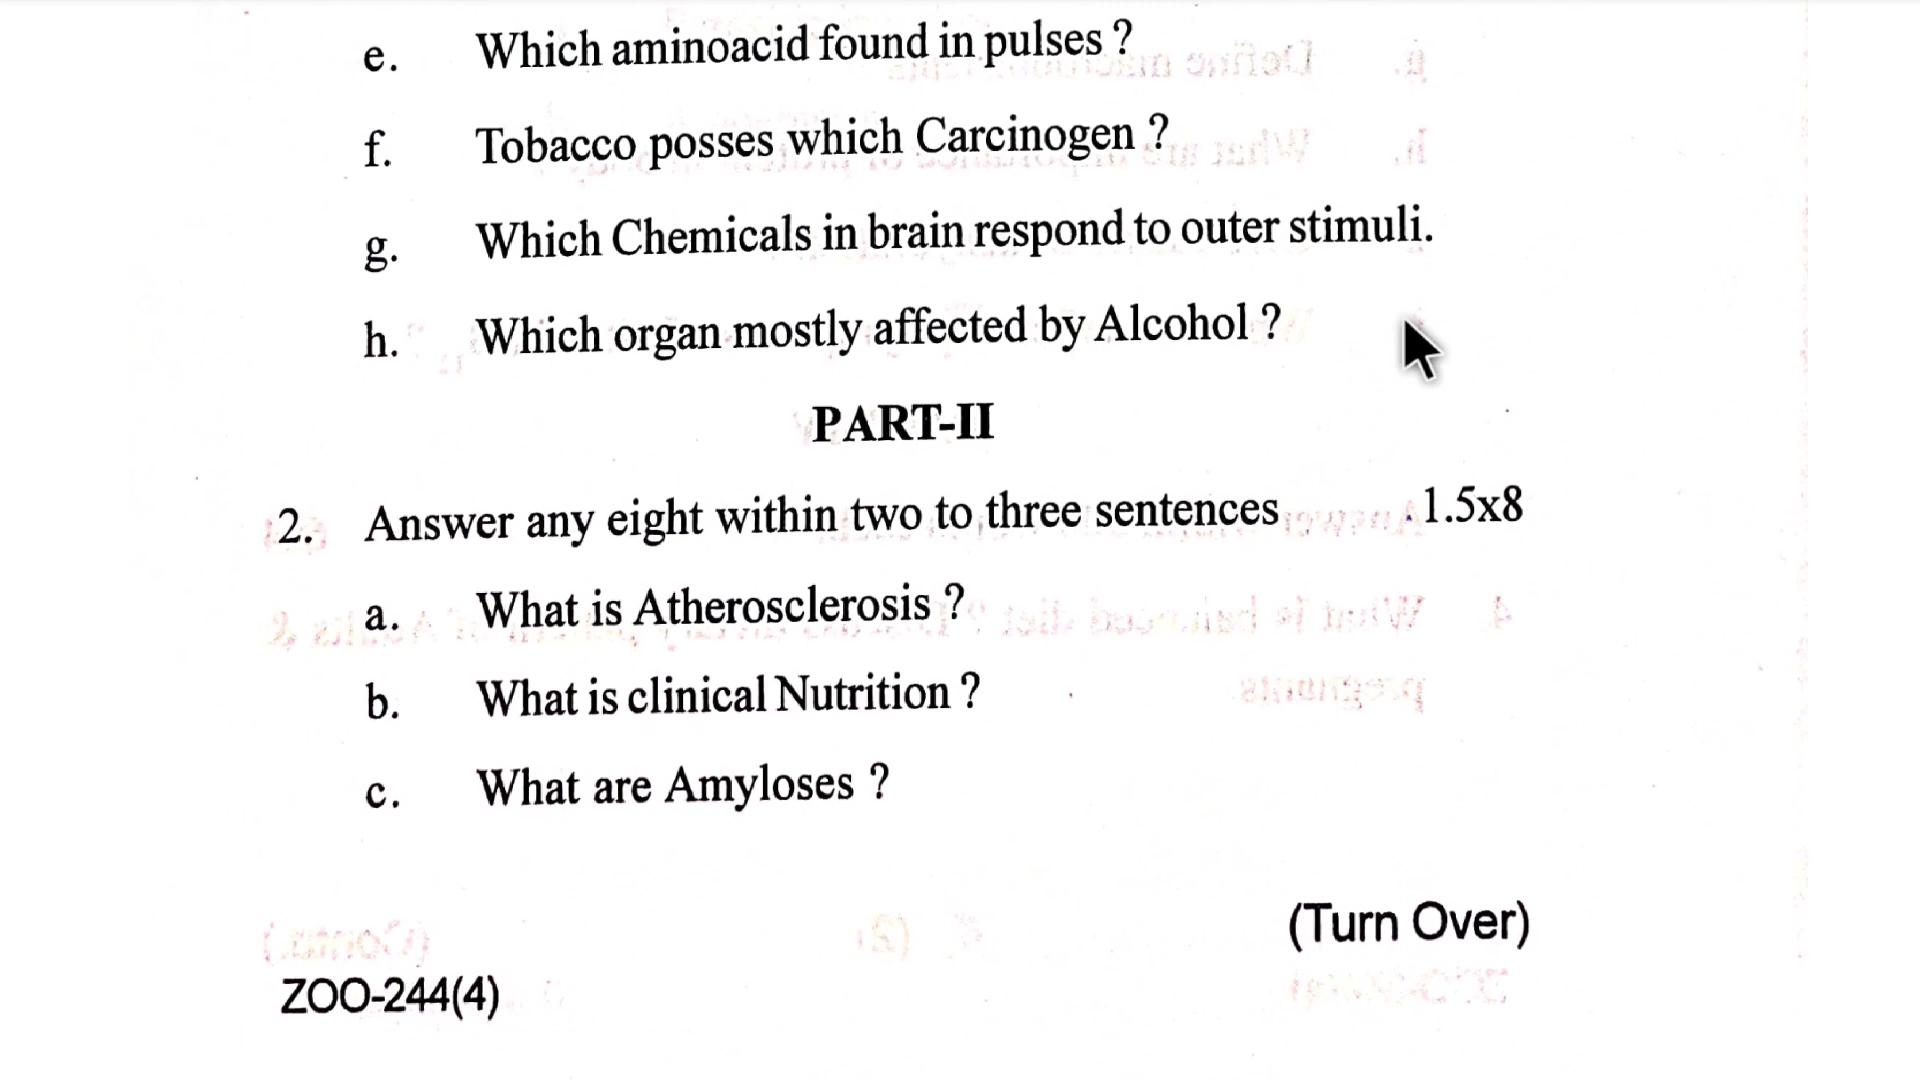 e. Which aminoacid found in pulses ?
f. Tobacco posses which Carcinogen ?
g. Which Chemicals in brain respond to outer stimuli.
h. Which organ mostly affected by Alcohol ?
PART-II
2. Answer any eight within two to three sentences 1.5x8
a. What is Atherosclerosis ?
b. What is clinical Nutrition ?
c. What are Amyloses ?
(Turn Over)
ZOO-244(4)